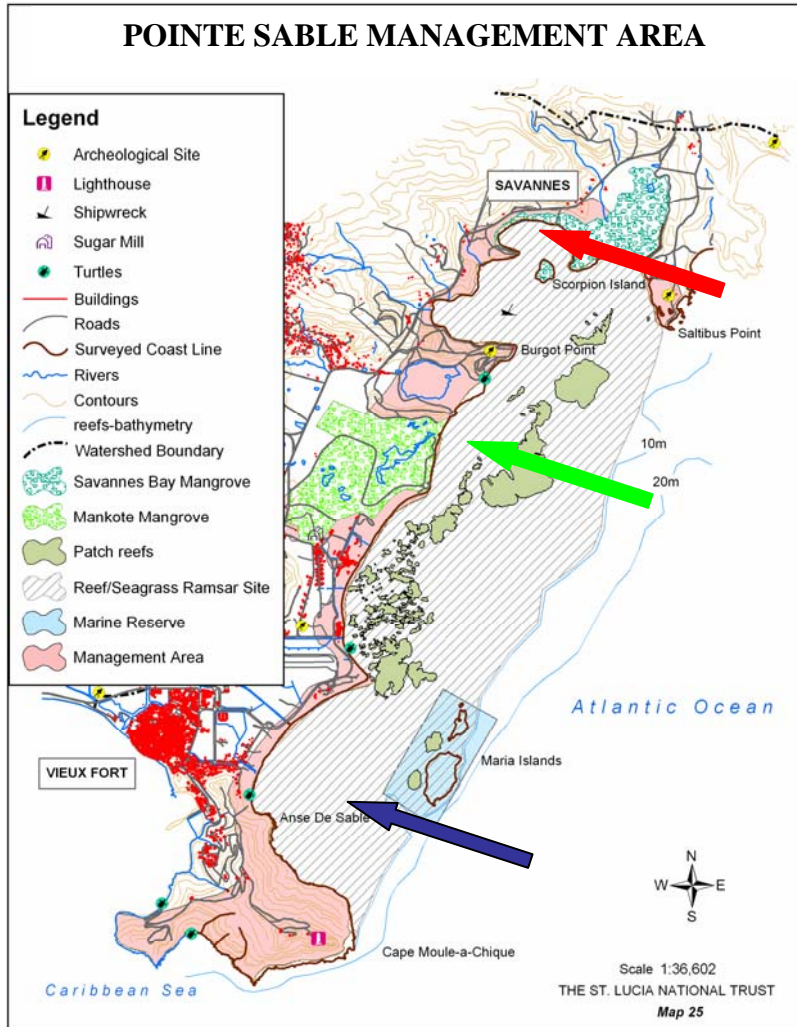 POINTE SABLE MANAGEMENT AREA
Legend
Archeological Site
Lighthouse
Shipwreck
Sugar Mill
Turtles
Buildings
Roads
Surveyed Coast Line
Rivers
Contours
reefs-bathymetry
Watershed Boundary
Savannes Bay Mangrove
Mankote Mangrove
Patch reefs
Reef/Seagrass Ramsar Site
Marine Reserve
Management Area
SAVANNES
Scorpion Island
Saltibus Point
Burgot Point
10m
20m
Atlantic Ocean
Maria Islands
VIEUX FORT
Anse De Sable
Cape Moule-a-Chique
Caribbean Sea
N
W E
S
Scale 1:36,602
THE ST. LUCIA NATIONAL TRUST
Map 25